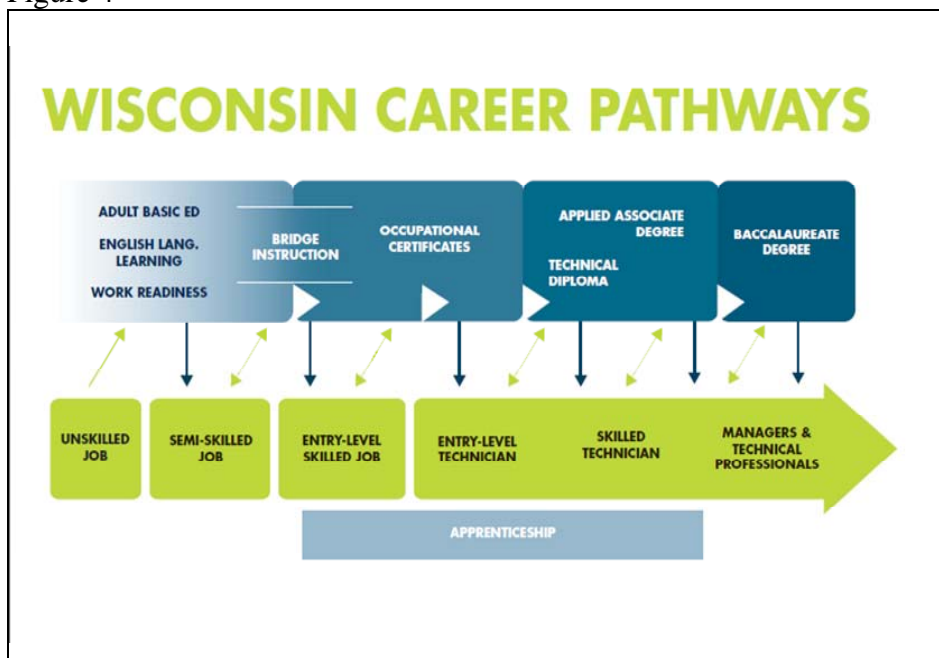 WISCONSIN CAREER PATHWAYS
ADULT BASIC ED
ENGLISH LANG.
LEARNING
WORK READINESS
BRIDGE
INSTRUCTION
OCCUPATIONAL
CERTIFICATES
APPLIED ASSOCIATE
DEGREE
TECHNICAL
DIPLOMA
BACCALAUREATE
DEGREE
UNSKILLED
JOB
SEMI-SKILLED
JOB
ENTRY-LEVEL
SKILLED JOB
ENTRY-LEVEL
TECHNICIAN
SKILLED
TECHNICIAN
MANAGERS &
TECHNICAL
PROFESSIONALS
APPRENTICESHIP